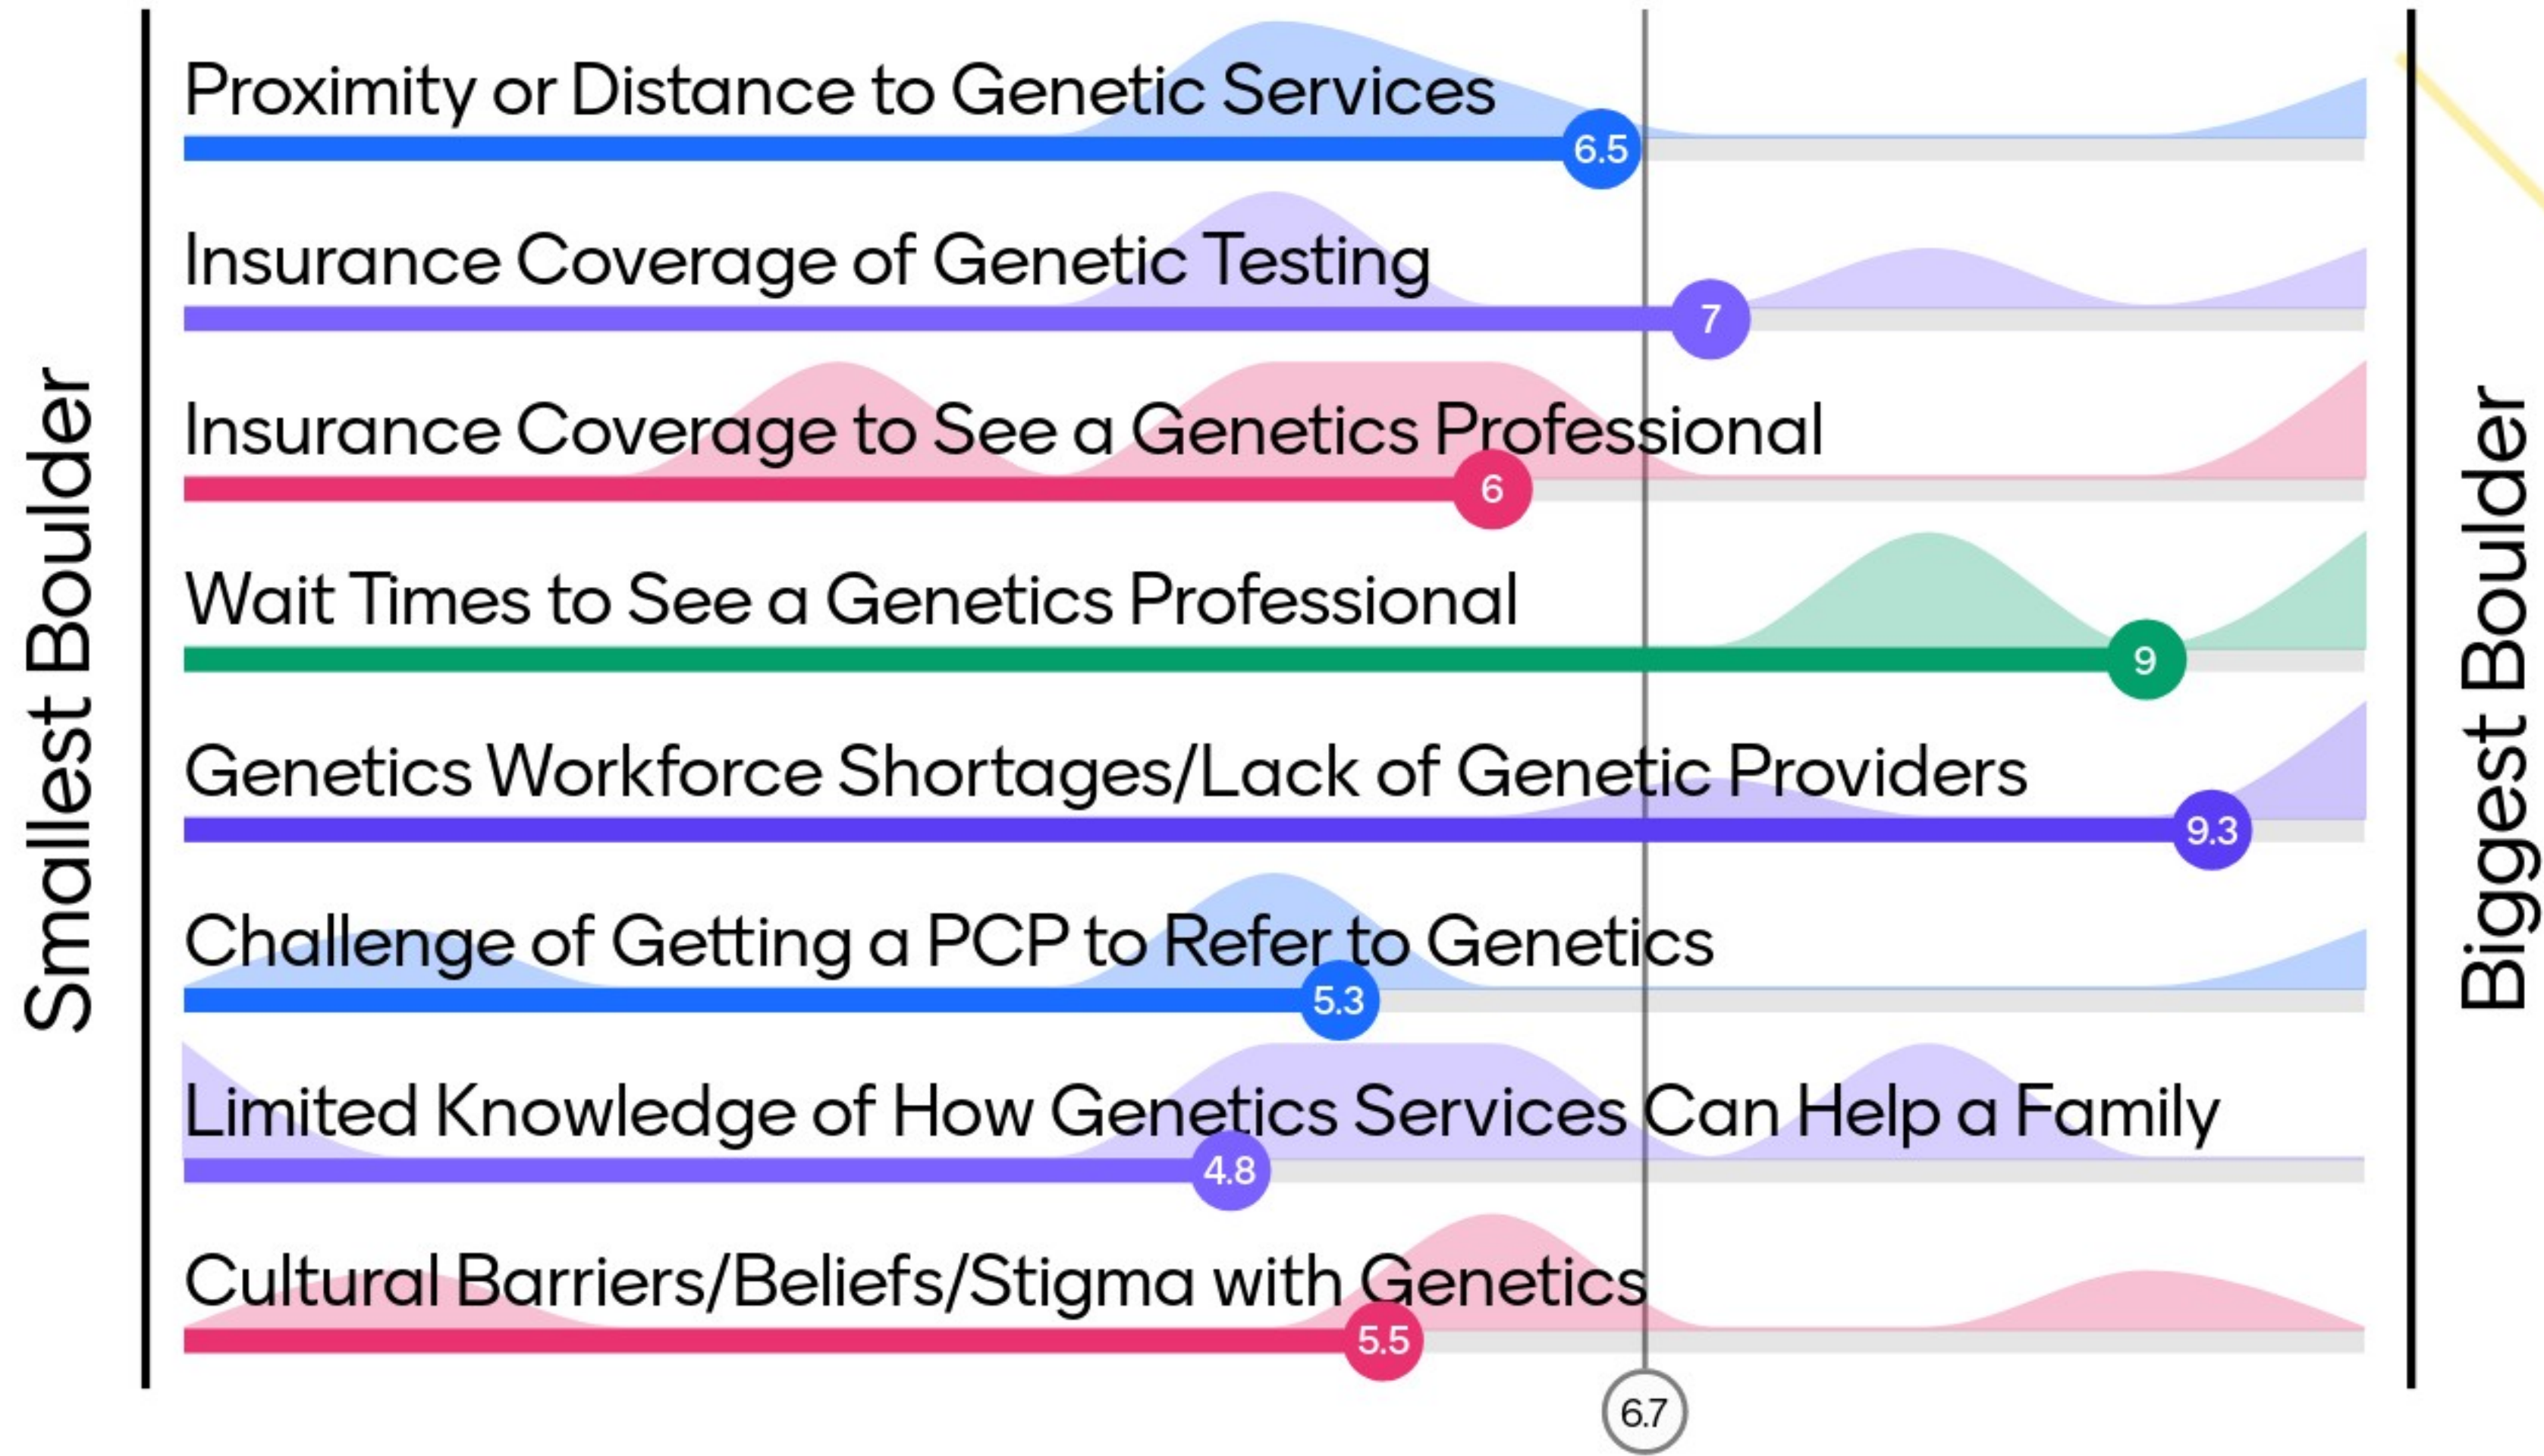 Smallest Boulder
Proximity or Distance to Genetic Services
6.5
Insurance Coverage of Genetic Testing
7
Insurance Coverage to See a Genetics Professional
6
Wait Times to See a Genetics Professional
9
Genetics Workforce Shortages/Lack of Genetic Providers
9.3
Challenge of Getting a PCP to Refer to Genetics
5.3
Limited Knowledge of How Genetics Services Can Help a Family
4.8
Cultural Barriers/Beliefs/Stigma with Genetics
5.5
6.7
Biggest Boulder